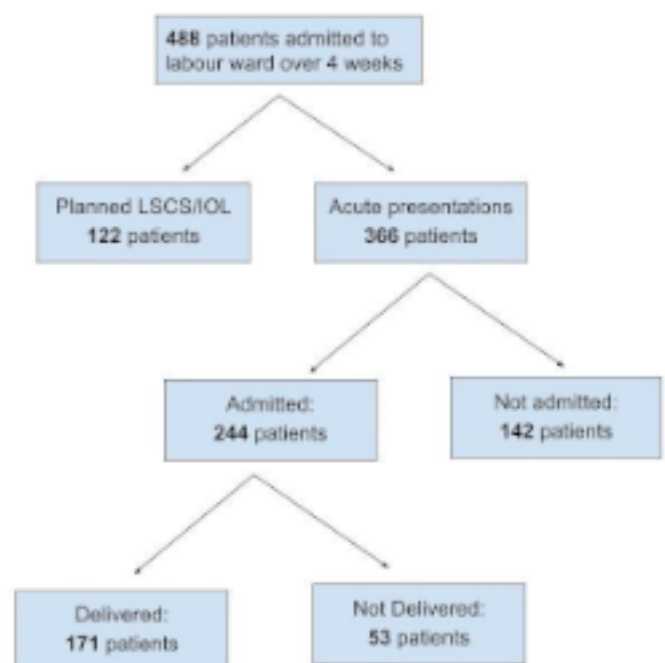 488 patients admitted to
labour ward over 4 weeks
Planned LSCS/IOL
122 patients
Acute presentations
366 patients
Admitted:
244 patients
Not admitted:
142 patients
Delivered:
171 patients
Not Delivered:
53 patients